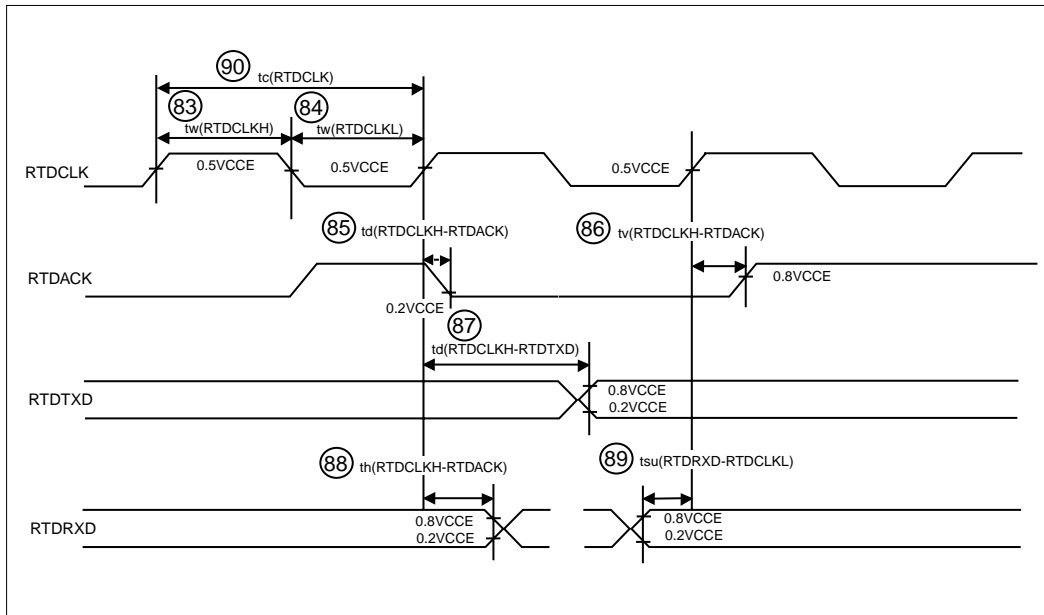 90 tc(RTDCLK)
83 84
tw(RTDCLKH) tw(RTDCLKL)
RTDCLK 0.5VCCE 0.5VCCE 0.5VCCE
85 td(RTDCLKH-RTDACK) 86 tv(RTDCLKH-RTDACK)
RTDACK 0.2VCCE 0.8VCCE
87
td(RTDCLKH-RTDTXD)
RTDTXD 0.8VCCE
0.2VCCE
88 th(RTDCLKH-RTDACK) 89 tsu(RTDRXD-RTDCLKL)
0.8VCCE 0.8VCCE
RTDRXD
0.2VCCE 0.2VCCE